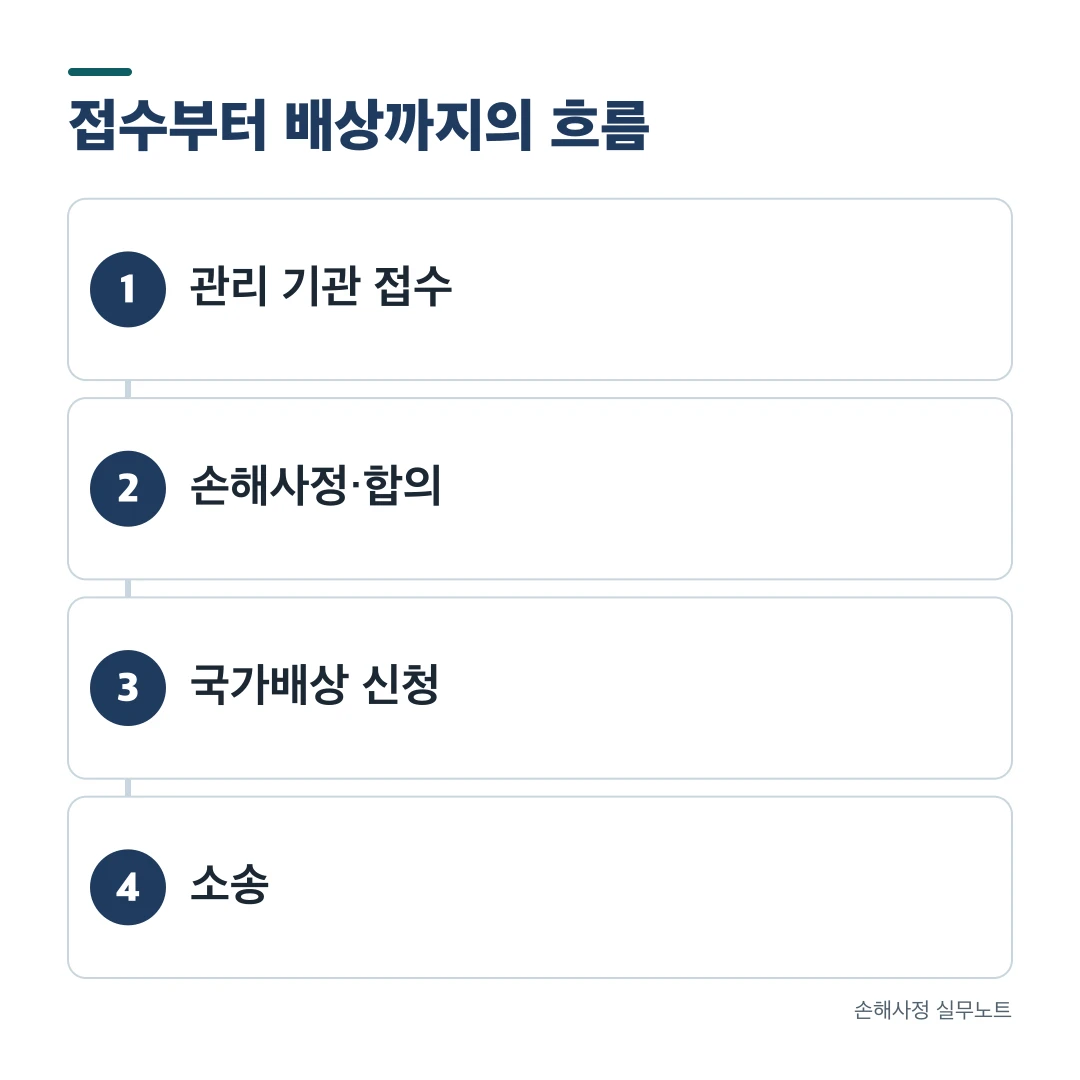 접수부터 배상까지의 흐름
1 관리 기관 접수
2 손해사정·합의
3 국가배상 신청
4 소송
손해사정 실무노트